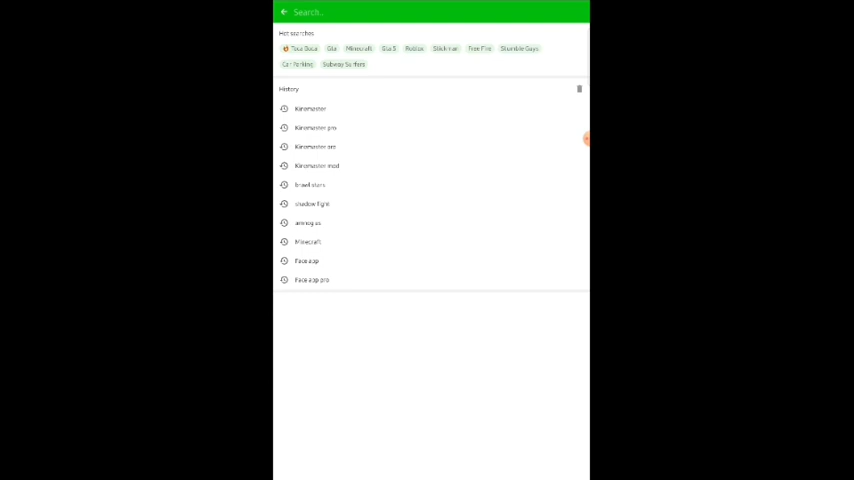 Search...
Hot searches
Toca Boca Gta Minecraft Gta 5 Roblox Stickman Free Fire Stumble Guys
Car Parking Subway Surfers
History
Kinemaster
Kinemaster pro
Kinemaster
Kinemaster mod
brawl stars
shadow fight
among us
Minecraft
Face app
Face app pro